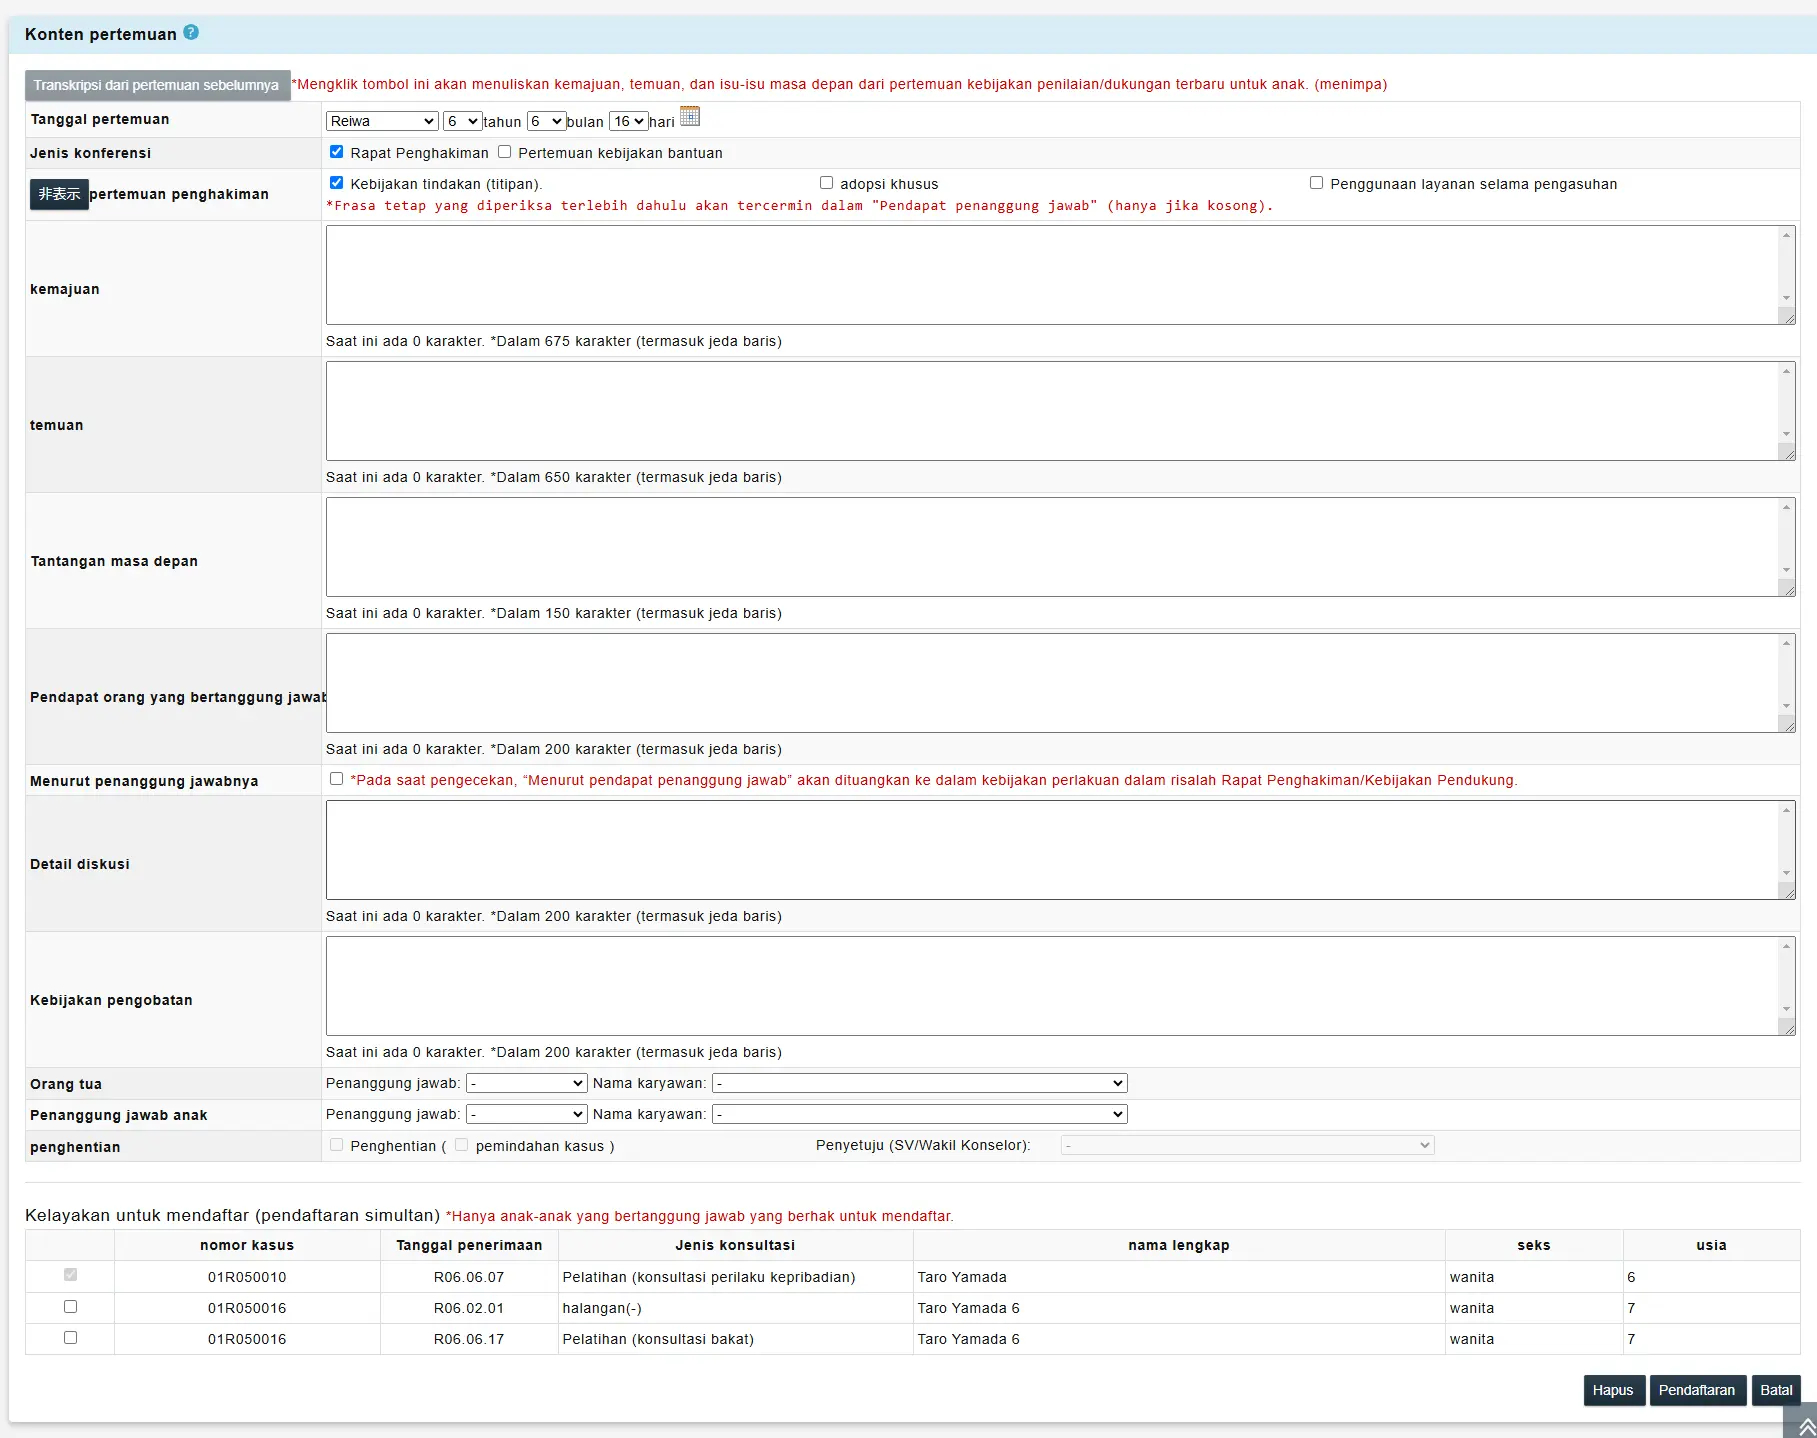 Konten pertemuan ?
Transkripsi dari pertemuan sebelumnya *Mengklik tombol ini akan menuliskan kemajuan, temuan, dan isu-isu masa depan dari pertemuan kebijakan penilaian/dukungan terbaru untuk anak. (menimpa)
Tanggal pertemuan Reiwa 6 tahun 6 bulan 16 hari
Jenis konferensi Rapat Penghakiman Pertemuan kebijakan bantuan
非表示 pertemuan penghakiman Kebijakan tindakan (titipan). adopsi khusus Penggunaan layanan selama pengasuhan
*Frasa tetap yang diperiksa terlebih dahulu akan tercermin dalam "Pendapat penanggung jawab" (hanya jika kosong).
kemajuan
Saat ini ada 0 karakter. *Dalam 675 karakter (termasuk jeda baris)
temuan
Saat ini ada 0 karakter. *Dalam 650 karakter (termasuk jeda baris)
Tantangan masa depan
Saat ini ada 0 karakter. *Dalam 150 karakter (termasuk jeda baris)
Pendapat orang yang bertanggung jawab
Saat ini ada 0 karakter. *Dalam 200 karakter (termasuk jeda baris)
Menurut penanggung jawabnya *Pada saat pengecekan, “Menurut pendapat penanggung jawab” akan dituangkan ke dalam kebijakan perlakuan dalam risalah Rapat Penghakiman/Kebijakan Pendukung.
Detail diskusi
Saat ini ada 0 karakter. *Dalam 200 karakter (termasuk jeda baris)
Kebijakan pengobatan
Saat ini ada 0 karakter. *Dalam 200 karakter (termasuk jeda baris)
Orang tua Penanggung jawab: - Nama karyawan: -
Penanggung jawab anak Penanggung jawab: - Nama karyawan: -
penghentian Penghentian ( pemindahan kasus ) Penyetuju (SV/Wakil Konselor): -
Kelayakan untuk mendaftar (pendaftaran simultan) *Hanya anak-anak yang bertanggung jawab yang berhak untuk mendaftar.
nomor kasus Tanggal penerimaan Jenis konsultasi nama lengkap seks usia
01R050010 R06.06.07 Pelatihan (konsultasi perilaku kepribadian) Taro Yamada wanita 6
01R050016 R06.02.01 halangan(-) Taro Yamada 6 wanita 7
01R050016 R06.06.17 Pelatihan (konsultasi bakat) Taro Yamada 6 wanita 7
Hapus Pendaftaran Batal